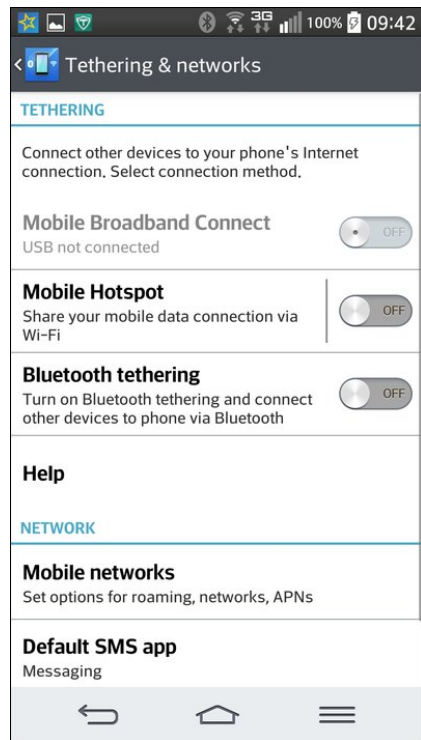 3G 100% 09:42
Tethering & networks
TETHERING
Connect other devices to your phone's Internet
connection. Select connection method.
Mobile Broadband Connect
USB not connected
OFF
Mobile Hotspot
Share your mobile data connection via
Wi-Fi
OFF
Bluetooth tethering
Turn on Bluetooth tethering and connect
other devices to phone via Bluetooth
OFF
Help
NETWORK
Mobile networks
Set options for roaming, networks, APNs
Default SMS app
Messaging